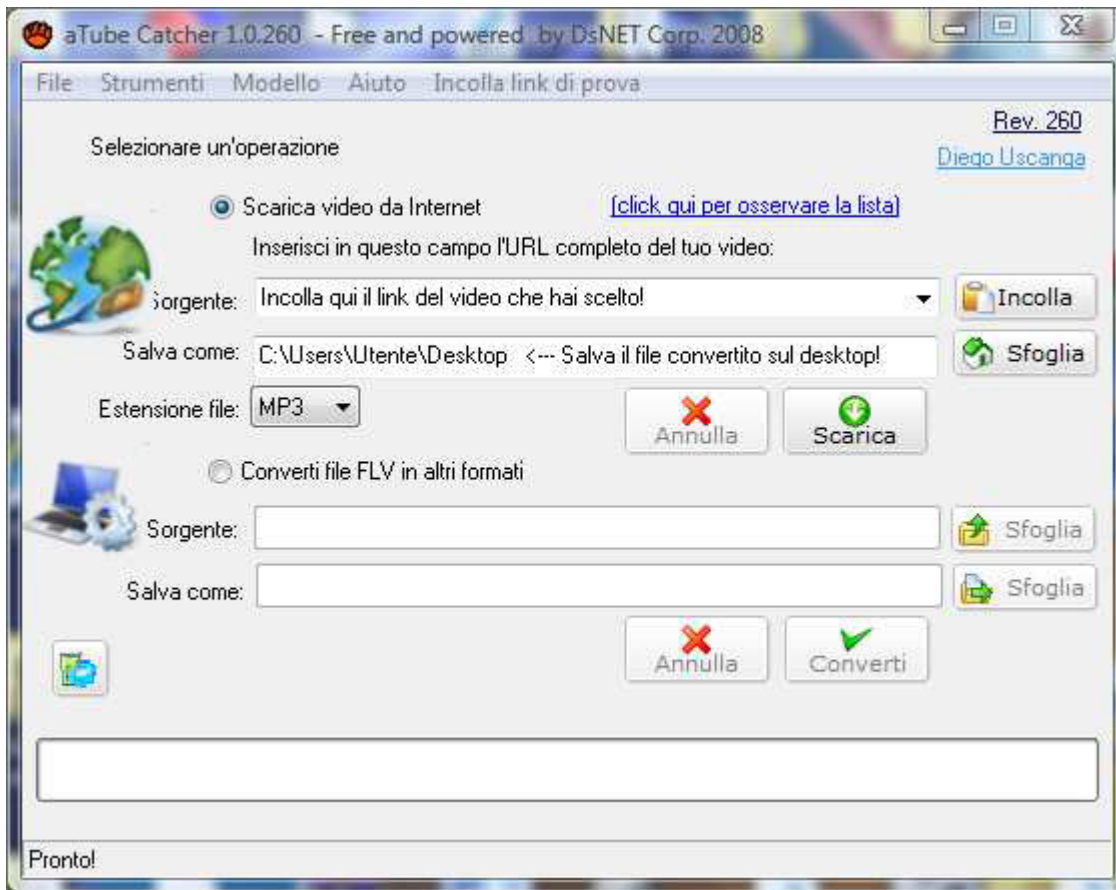 aTube Catcher 1.0.260 - Free and powered by DsNET Corp. 2008
File Strumenti Modello Aiuto Incolla link di prova
Rev. 260
Selezionare un'operazione
Diego Uscanga
Scarica video da Internet (click qui per osservare la lista)
Inserisci in questo campo l'URL completo del tuo video:
Sorgente: Incolla qui il link del video che hai scelto! Incolla
Salva come: C:\Users\Utente\Desktop <--- Salva il file convertito sul desktop! Sfoglia
Estensione file: MP3 Annulla Scarica
Converti file FLV in altri formati
Sorgente: Sfoglia
Salva come: Sfoglia
Annulla Converti
Pronto!